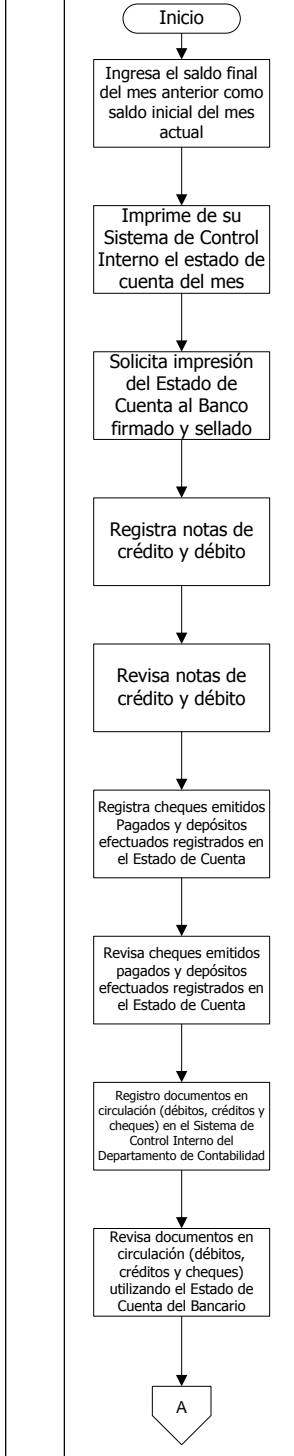 Inicio
Ingresa el saldo final
del mes anterior como
saldo inicial del mes
actual
Imprime de su
Sistema de Control
Interno el estado de
cuenta del mes
Solicita impresión
del Estado de
Cuenta al Banco
firmado y sellado
Registra notas de
crédito y débito
Revisa notas de
crédito y débito
Registra cheques emitidos
Pagados y depósitos
efectuados registrados en
el Estado de Cuenta
Revisa cheques emitidos
pagados y depósitos
efectuados registrados en
el Estado de Cuenta
Registro documentos en
circulación (débitos, créditos y
cheques) en el Sistema de
Control Interno del
Departamento de Contabilidad
Revisa documentos en
circulación (débitos,
créditos y cheques)
utilizando el Estado de
Cuenta del Bancario
A